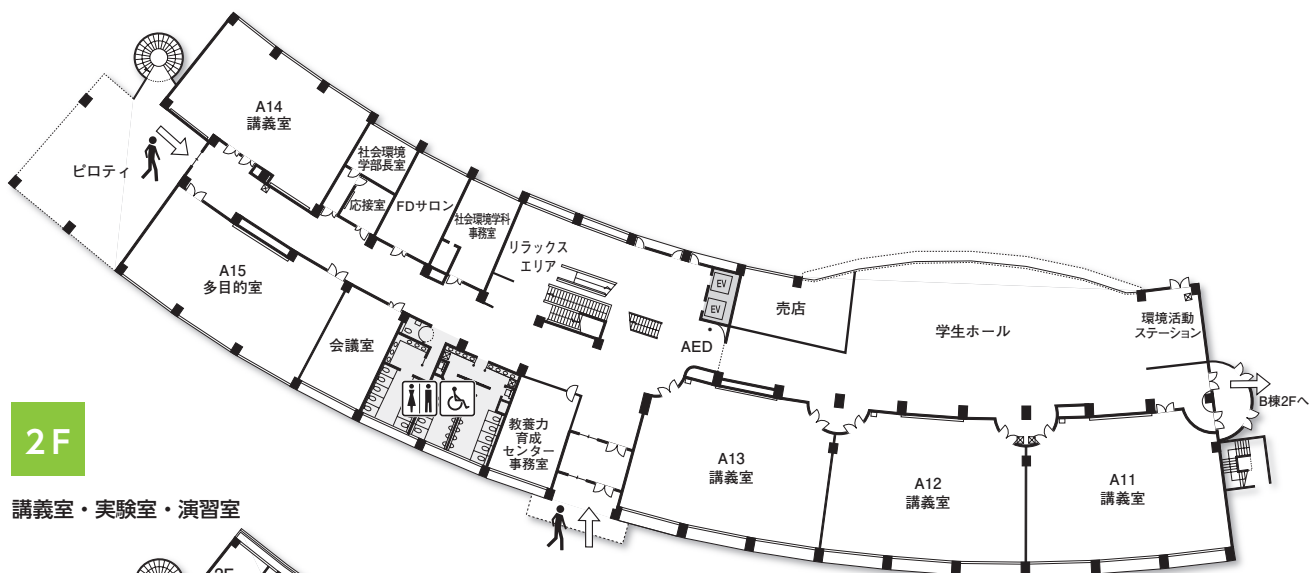 A14
講義室
ピロティ
社会環境
学部長室
応接室
FDサロン
社会環境学科
事務室
リラックス
エリア
A15
多目的室
会議室
EV
EV
売店
AED
学生ホール
環境活動
ステーション
B棟2Fへ
教養力
育成
センター
事務室
A13
講義室
A12
講義室
A11
講義室
2F
講義室・実験室・演習室